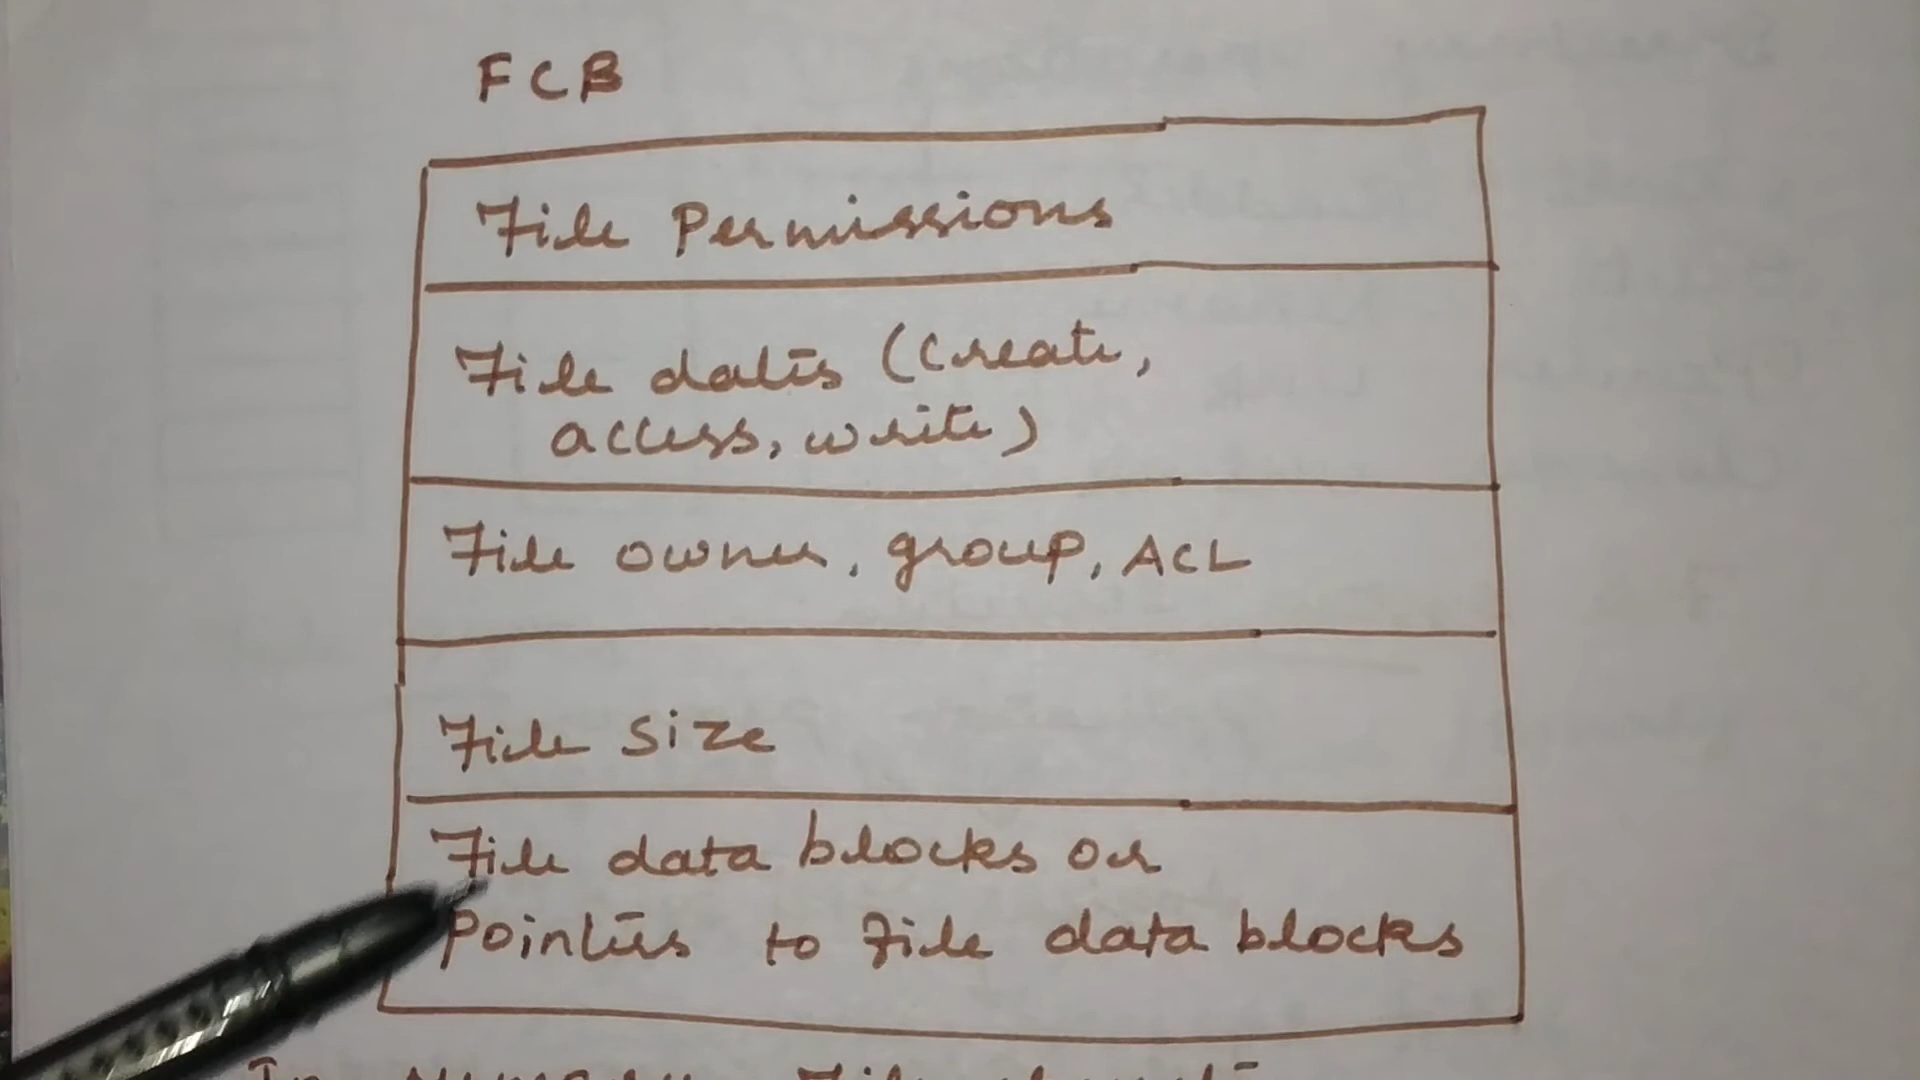 FCB
File Permissions
File dates (create,
access, write)
File owner, group, ACL
File size
File data blocks or
Pointers to File data blocks